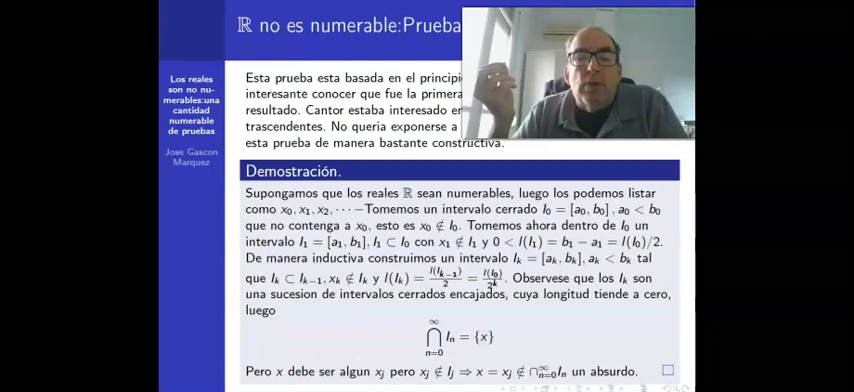 ℝ no es numerable:Prueba
Los reales
son no nu-
merables:una
cantidad
numerable
de pruebas
Jose Gascon
Marquez
Esta prueba esta basada en el
interesante conocer que fue la
resultado. Cantor estaba interesado
trascendentes. No queria exponerse a
esta prueba de manera bastante constructiva.
Demostración.
Supongamos que los reales ℝ sean numerables, luego los podemos listar
como x₀, x₁, x₂, ⋯−Tomemos un intervalo cerrado I₀ = [a₀, b₀] , a₀ < b₀
que no contenga a x₀, esto es x₀ ∉ I₀. Tomemos ahora dentro de I₀ un
intervalo I₁ = [a₁, b₁], I₁ ⊂ I₀ con x₁ ∉ I₁ y 0 < l(I₁) = b₁ − a₁ = l(I₀)/2.
De manera inductiva construimos un intervalo Iₖ = [aₖ, bₖ], aₖ < bₖ tal
que Iₖ ⊂ Iₖ₋₁, xₖ ∉ Iₖ y l(Iₖ) = l(Iₖ₋₁)/2 = l(I₀)/2ᵏ. Observese que los Iₖ son
una sucesion de intervalos cerrados encajados, cuya longitud tiende a cero,
luego
⋂_{n=0}^{∞} Iₙ = {x}
Pero x debe ser algun xⱼ pero xⱼ ∉ Iⱼ ⇒ x = xⱼ ∉ ∩_{n=0}^{∞} Iₙ un absurdo.